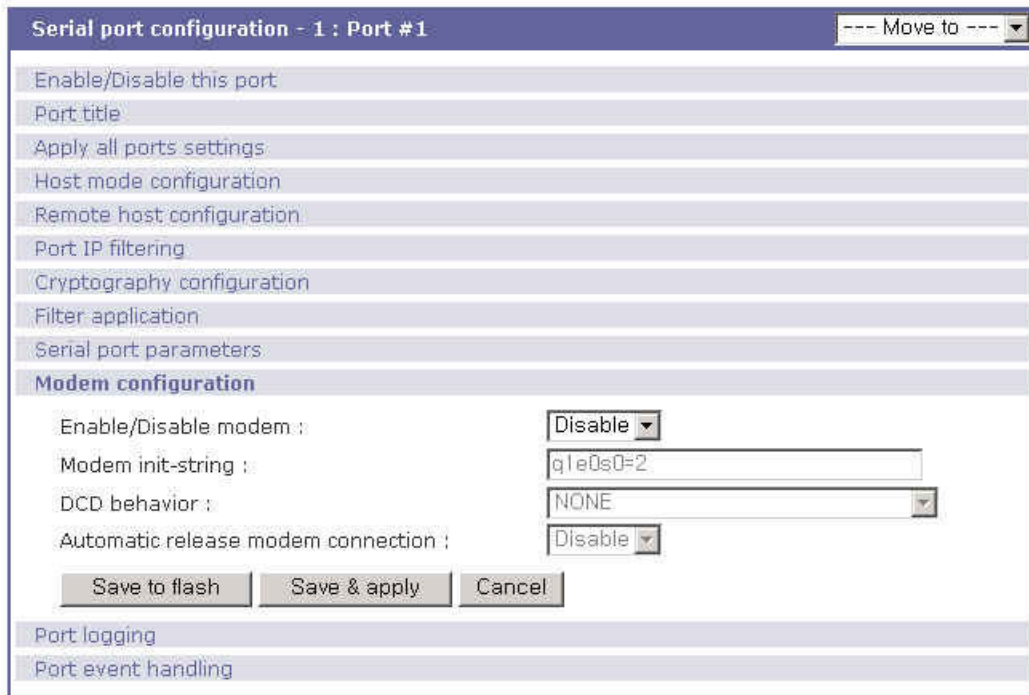 Serial port configuration - 1 : Port #1 --- Move to ---
Enable/Disable this port
Port title
Apply all ports settings
Host mode configuration
Remote host configuration
Port IP filtering
Cryptography configuration
Filter application
Serial port parameters
Modem configuration
Enable/Disable modem : Disable
Modem init-string : q1e0s0=2
DCD behavior : NONE
Automatic release modem connection : Disable
Save to flash Save & apply Cancel
Port logging
Port event handling